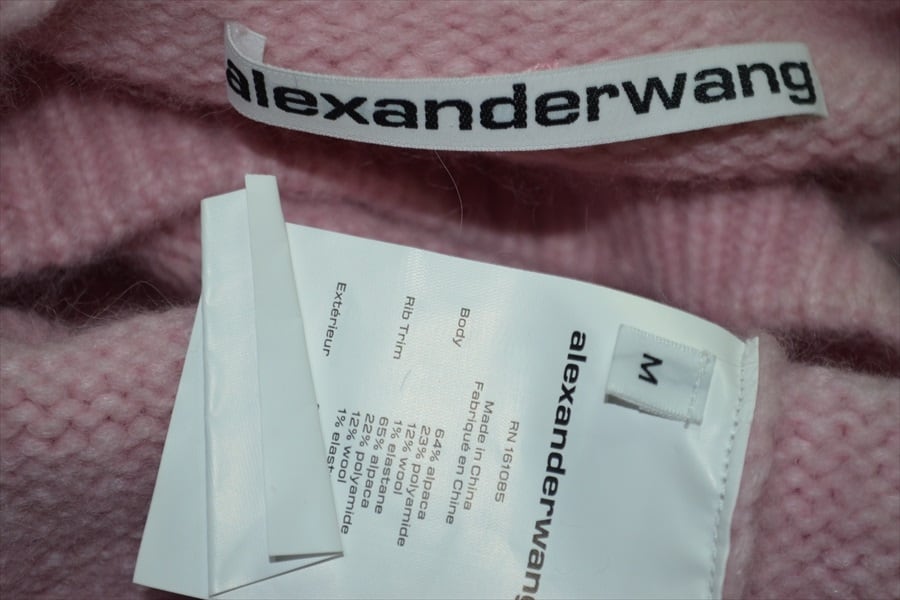 alexanderwang
M
alexanderwang
RN 161085
Made in China
Fabriqué en Chine
Body 64% alpaca
23% polyamide
12% wool
1% elastane
Rib Trim 65% alpaca
22% polyamide
12% wool
1% elast
Extérieur